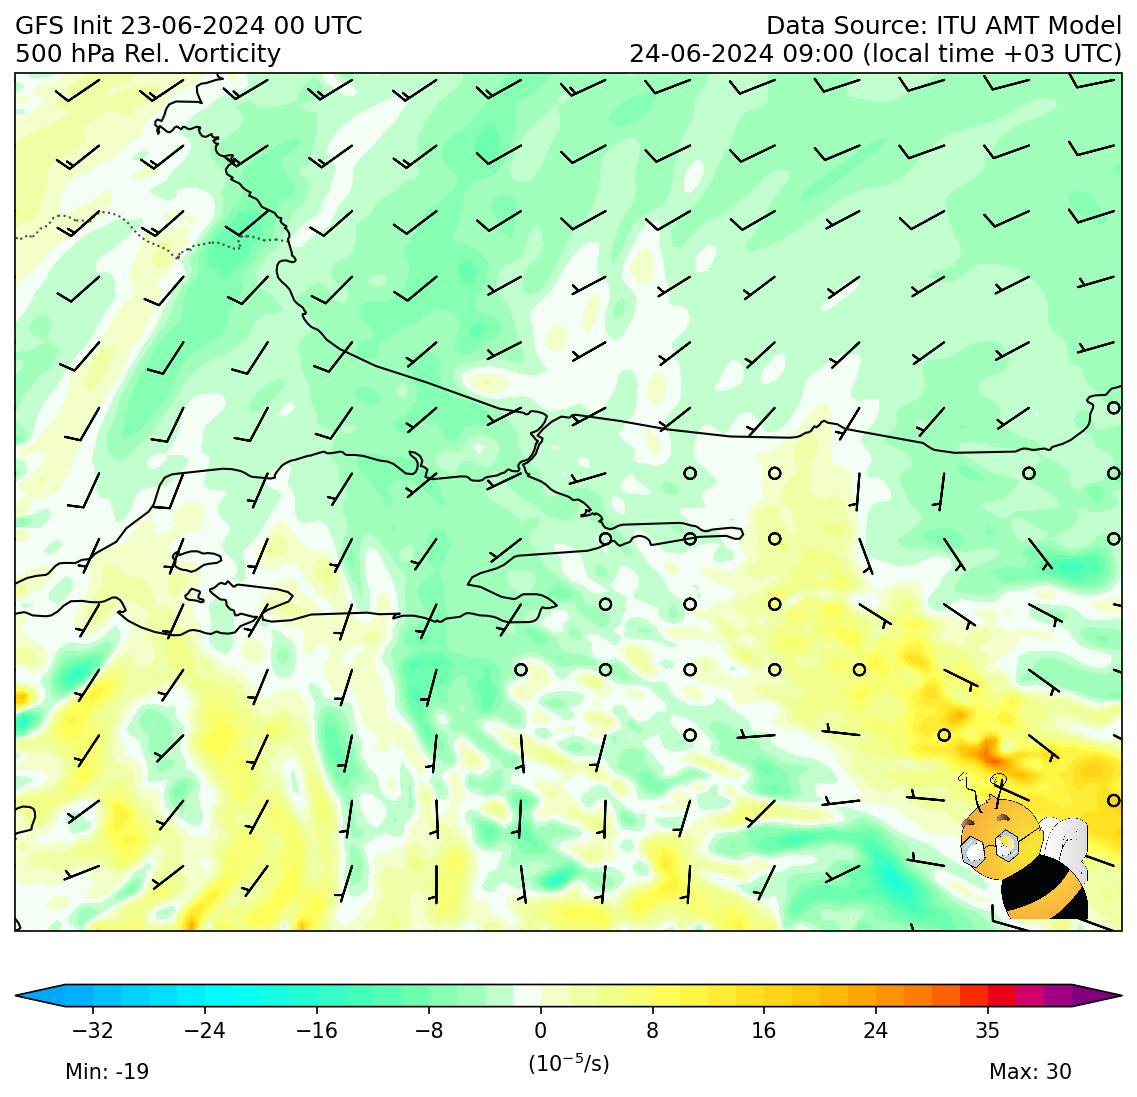 GFS Init 23-06-2024 00 UTC
Data Source: ITU AMT Model
500 hPa Rel. Vorticity
24-06-2024 09:00 (local time +03 UTC)
−32 −24 −16 −8 0 8 16 24 35
(10⁻⁵/s)
Min: -19
Max: 30